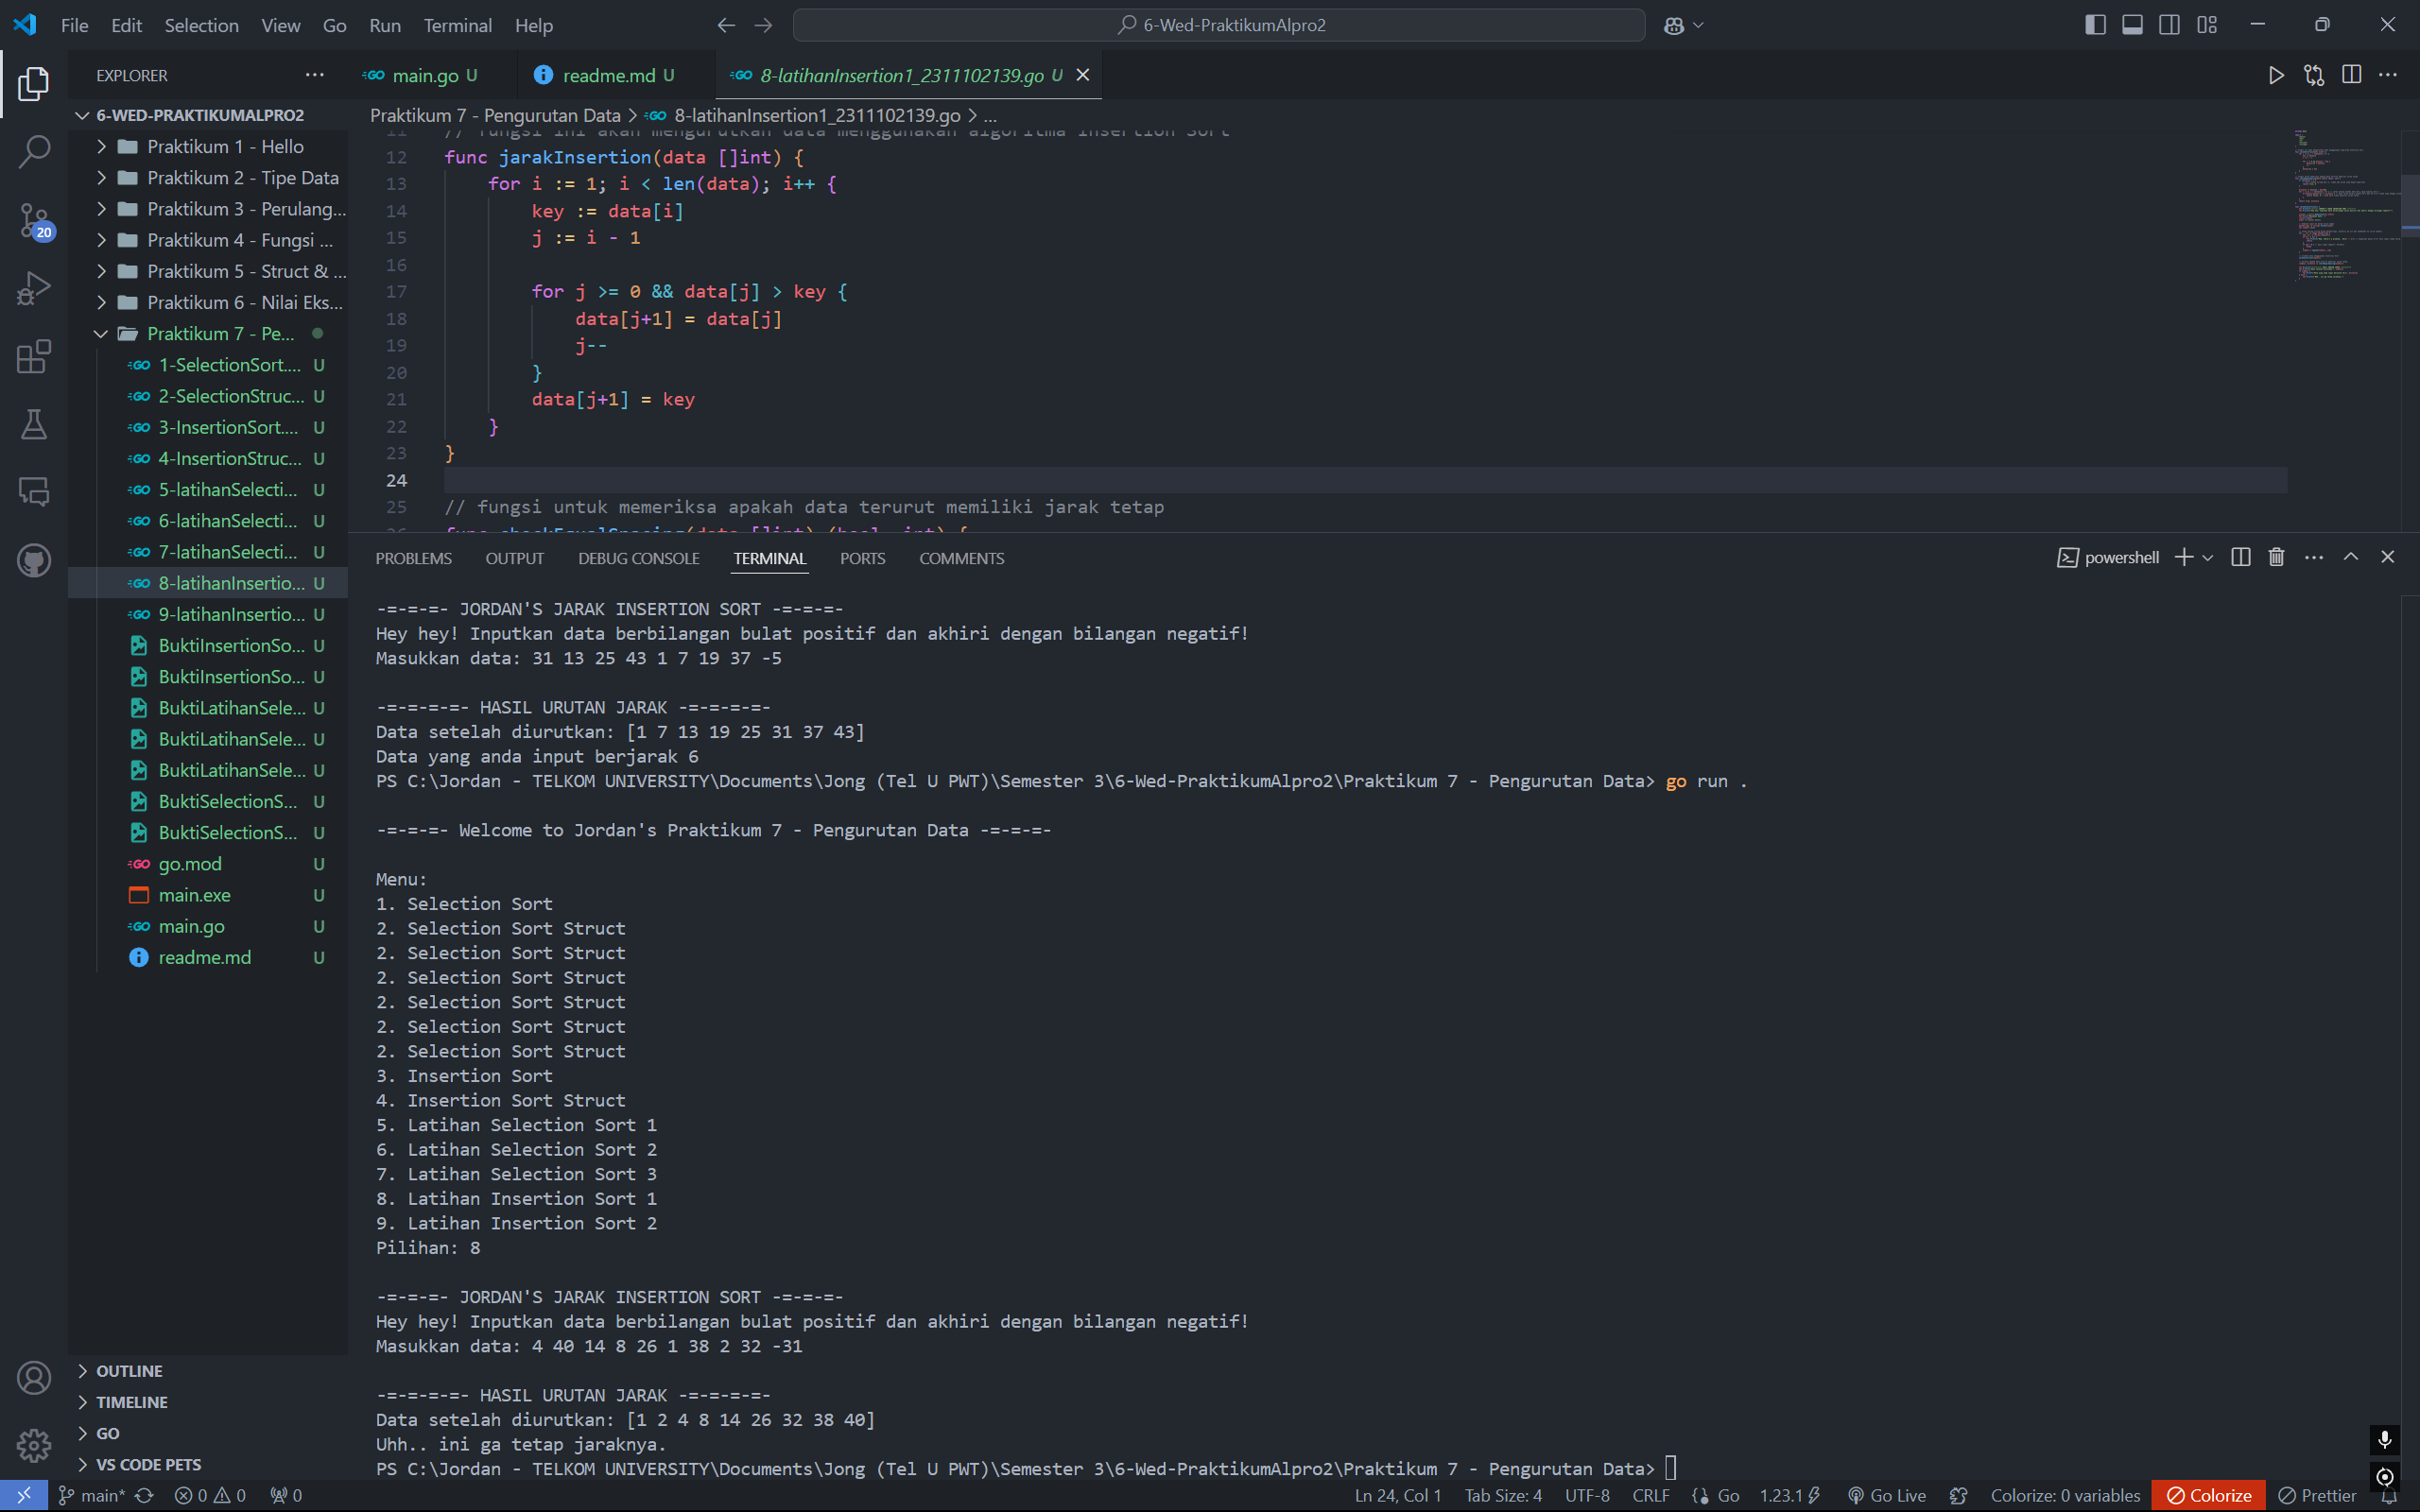 File Edit Selection View Go Run Terminal Help
6-Wed-PraktikumAlpro2
EXPLORER
main.go U
readme.md U
8-latihanInsertion1_2311102139.go U
6-WED-PRAKTIKUMALPRO2
Praktikum 1 - Hello
Praktikum 2 - Tipe Data
Praktikum 3 - Perulang...
Praktikum 4 - Fungsi ...
Praktikum 5 - Struct & ...
Praktikum 6 - Nilai Eks...
Praktikum 7 - Pe...
1-SelectionSort.... U
2-SelectionStruc... U
3-InsertionSort.... U
4-InsertionStruc... U
5-latihanSelecti... U
6-latihanSelecti... U
7-latihanSelecti... U
8-latihanInsertio... U
9-latihanInsertio... U
BuktiInsertionSo... U
BuktiInsertionSo... U
BuktiLatihanSele... U
BuktiLatihanSele... U
BuktiLatihanSele... U
BuktiSelectionS... U
BuktiSelectionS... U
go.mod U
main.exe U
main.go U
readme.md U
OUTLINE
TIMELINE
GO
VS CODE PETS
20
Praktikum 7 - Pengurutan Data > 8-latihanInsertion1_2311102139.go > ...
11 // fungsi ini akan mengurutkan data menggunakan algoritma Insertion Sort
12 func jarakInsertion(data []int) {
13 for i := 1; i < len(data); i++ {
14 key := data[i]
15 j := i - 1
16
17 for j >= 0 && data[j] > key {
18 data[j+1] = data[j]
19 j--
20 }
21 data[j+1] = key
22 }
23 }
24
25 // fungsi untuk memeriksa apakah data terurut memiliki jarak tetap
26 func checkEqualSpacing(data []int) (bool, int) {
PROBLEMS OUTPUT DEBUG CONSOLE TERMINAL PORTS COMMENTS
powershell
-=-=-=- JORDAN'S JARAK INSERTION SORT -=-=-=-
Hey hey! Inputkan data berbilangan bulat positif dan akhiri dengan bilangan negatif!
Masukkan data: 31 13 25 43 1 7 19 37 -5
-=-=-=-=- HASIL URUTAN JARAK -=-=-=-=-
Data setelah diurutkan: [1 7 13 19 25 31 37 43]
Data yang anda input berjarak 6
PS C:\Jordan - TELKOM UNIVERSITY\Documents\Jong (Tel U PWT)\Semester 3\6-Wed-PraktikumAlpro2\Praktikum 7 - Pengurutan Data> go run .
-=-=-=- Welcome to Jordan's Praktikum 7 - Pengurutan Data -=-=-=-
Menu:
1. Selection Sort
2. Selection Sort Struct
2. Selection Sort Struct
2. Selection Sort Struct
2. Selection Sort Struct
2. Selection Sort Struct
2. Selection Sort Struct
3. Insertion Sort
4. Insertion Sort Struct
5. Latihan Selection Sort 1
6. Latihan Selection Sort 2
7. Latihan Selection Sort 3
8. Latihan Insertion Sort 1
9. Latihan Insertion Sort 2
Pilihan: 8
-=-=-=- JORDAN'S JARAK INSERTION SORT -=-=-=-
Hey hey! Inputkan data berbilangan bulat positif dan akhiri dengan bilangan negatif!
Masukkan data: 4 40 14 8 26 1 38 2 32 -31
-=-=-=-=- HASIL URUTAN JARAK -=-=-=-=-
Data setelah diurutkan: [1 2 4 8 14 26 32 38 40]
Uhh.. ini ga tetap jaraknya.
PS C:\Jordan - TELKOM UNIVERSITY\Documents\Jong (Tel U PWT)\Semester 3\6-Wed-PraktikumAlpro2\Praktikum 7 - Pengurutan Data>
main* 0 0 0 Ln 24, Col 1 Tab Size: 4 UTF-8 CRLF Go 1.23.1 Go Live Colorize: 0 variables Colorize Prettier